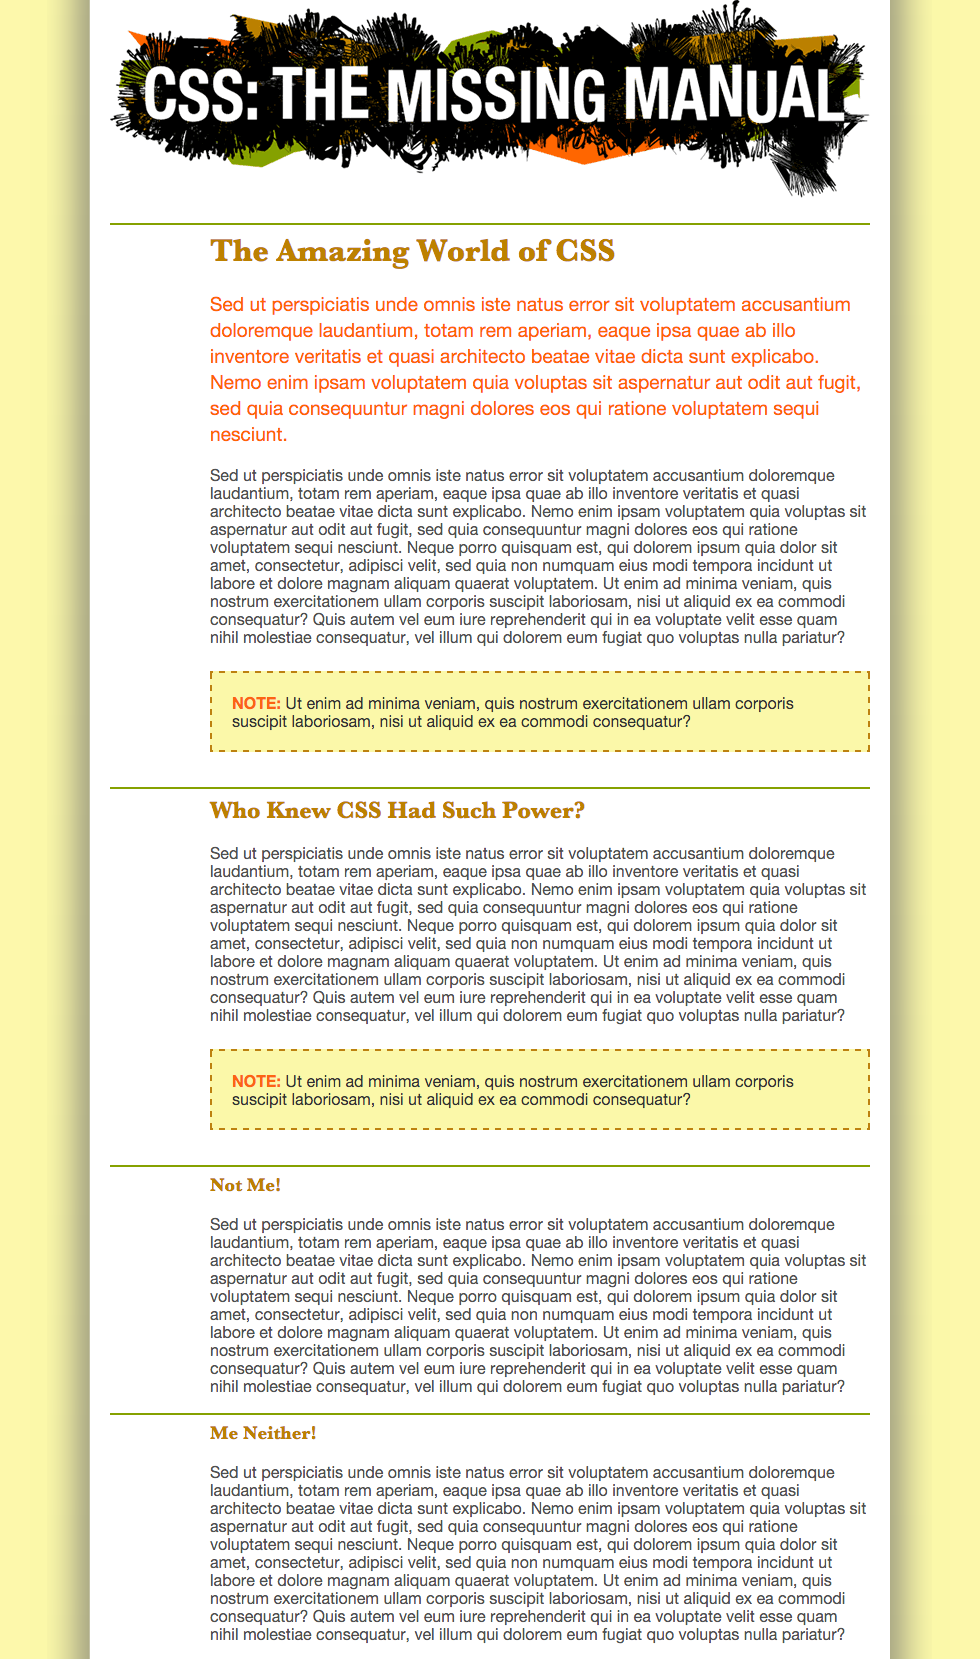 CSS: THE MISSING MANUAL
The Amazing World of CSS
Sed ut perspiciatis unde omnis iste natus error sit voluptatem accusantium
doloremque laudantium, totam rem aperiam, eaque ipsa quae ab illo
inventore veritatis et quasi architecto beatae vitae dicta sunt explicabo.
Nemo enim ipsam voluptatem quia voluptas sit aspernatur aut odit aut fugit,
sed quia consequuntur magni dolores eos qui ratione voluptatem sequi
nesciunt.
Sed ut perspiciatis unde omnis iste natus error sit voluptatem accusantium doloremque
laudantium, totam rem aperiam, eaque ipsa quae ab illo inventore veritatis et quasi
architecto beatae vitae dicta sunt explicabo. Nemo enim ipsam voluptatem quia voluptas sit
aspernatur aut odit aut fugit, sed quia consequuntur magni dolores eos qui ratione
voluptatem sequi nesciunt. Neque porro quisquam est, qui dolorem ipsum quia dolor sit
amet, consectetur, adipisci velit, sed quia non numquam eius modi tempora incidunt ut
labore et dolore magnam aliquam quaerat voluptatem. Ut enim ad minima veniam, quis
nostrum exercitationem ullam corporis suscipit laboriosam, nisi ut aliquid ex ea commodi
consequatur? Quis autem vel eum iure reprehenderit qui in ea voluptate velit esse quam
nihil molestiae consequatur, vel illum qui dolorem eum fugiat quo voluptas nulla pariatur?
NOTE: Ut enim ad minima veniam, quis nostrum exercitationem ullam corporis
suscipit laboriosam, nisi ut aliquid ex ea commodi consequatur?
Who Knew CSS Had Such Power?
Sed ut perspiciatis unde omnis iste natus error sit voluptatem accusantium doloremque
laudantium, totam rem aperiam, eaque ipsa quae ab illo inventore veritatis et quasi
architecto beatae vitae dicta sunt explicabo. Nemo enim ipsam voluptatem quia voluptas sit
aspernatur aut odit aut fugit, sed quia consequuntur magni dolores eos qui ratione
voluptatem sequi nesciunt. Neque porro quisquam est, qui dolorem ipsum quia dolor sit
amet, consectetur, adipisci velit, sed quia non numquam eius modi tempora incidunt ut
labore et dolore magnam aliquam quaerat voluptatem. Ut enim ad minima veniam, quis
nostrum exercitationem ullam corporis suscipit laboriosam, nisi ut aliquid ex ea commodi
consequatur? Quis autem vel eum iure reprehenderit qui in ea voluptate velit esse quam
nihil molestiae consequatur, vel illum qui dolorem eum fugiat quo voluptas nulla pariatur?
NOTE: Ut enim ad minima veniam, quis nostrum exercitationem ullam corporis
suscipit laboriosam, nisi ut aliquid ex ea commodi consequatur?
Not Me!
Sed ut perspiciatis unde omnis iste natus error sit voluptatem accusantium doloremque
laudantium, totam rem aperiam, eaque ipsa quae ab illo inventore veritatis et quasi
architecto beatae vitae dicta sunt explicabo. Nemo enim ipsam voluptatem quia voluptas sit
aspernatur aut odit aut fugit, sed quia consequuntur magni dolores eos qui ratione
voluptatem sequi nesciunt. Neque porro quisquam est, qui dolorem ipsum quia dolor sit
amet, consectetur, adipisci velit, sed quia non numquam eius modi tempora incidunt ut
labore et dolore magnam aliquam quaerat voluptatem. Ut enim ad minima veniam, quis
nostrum exercitationem ullam corporis suscipit laboriosam, nisi ut aliquid ex ea commodi
consequatur? Quis autem vel eum iure reprehenderit qui in ea voluptate velit esse quam
nihil molestiae consequatur, vel illum qui dolorem eum fugiat quo voluptas nulla pariatur?
Me Neither!
Sed ut perspiciatis unde omnis iste natus error sit voluptatem accusantium doloremque
laudantium, totam rem aperiam, eaque ipsa quae ab illo inventore veritatis et quasi
architecto beatae vitae dicta sunt explicabo. Nemo enim ipsam voluptatem quia voluptas sit
aspernatur aut odit aut fugit, sed quia consequuntur magni dolores eos qui ratione
voluptatem sequi nesciunt. Neque porro quisquam est, qui dolorem ipsum quia dolor sit
amet, consectetur, adipisci velit, sed quia non numquam eius modi tempora incidunt ut
labore et dolore magnam aliquam quaerat voluptatem. Ut enim ad minima veniam, quis
nostrum exercitationem ullam corporis suscipit laboriosam, nisi ut aliquid ex ea commodi
consequatur? Quis autem vel eum iure reprehenderit qui in ea voluptate velit esse quam
nihil molestiae consequatur, vel illum qui dolorem eum fugiat quo voluptas nulla pariatur?